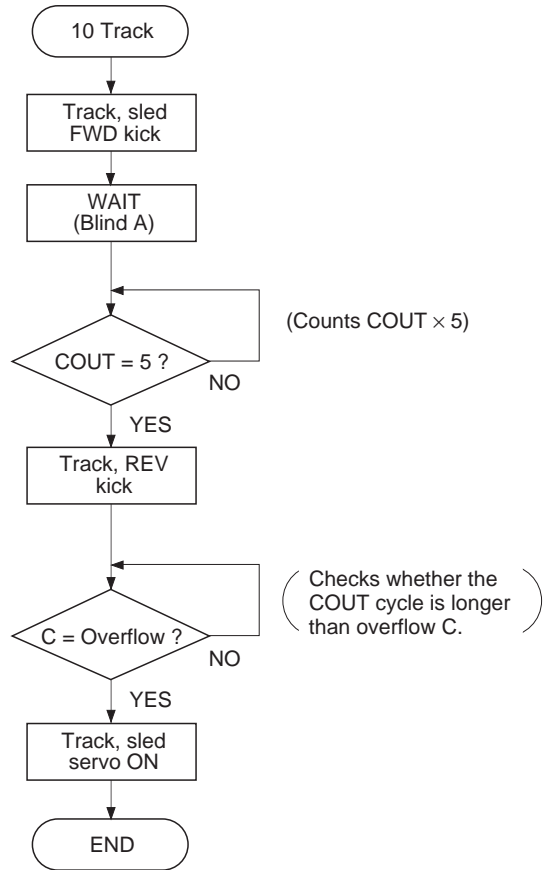 10 Track
Track, sled
FWD kick
WAIT
(Blind A)
(Counts COUT × 5)
COUT = 5 ?
NO
YES
Track, REV
kick
Checks whether the
COUT cycle is longer
than overflow C.
C = Overflow ?
NO
YES
Track, sled
servo ON
END